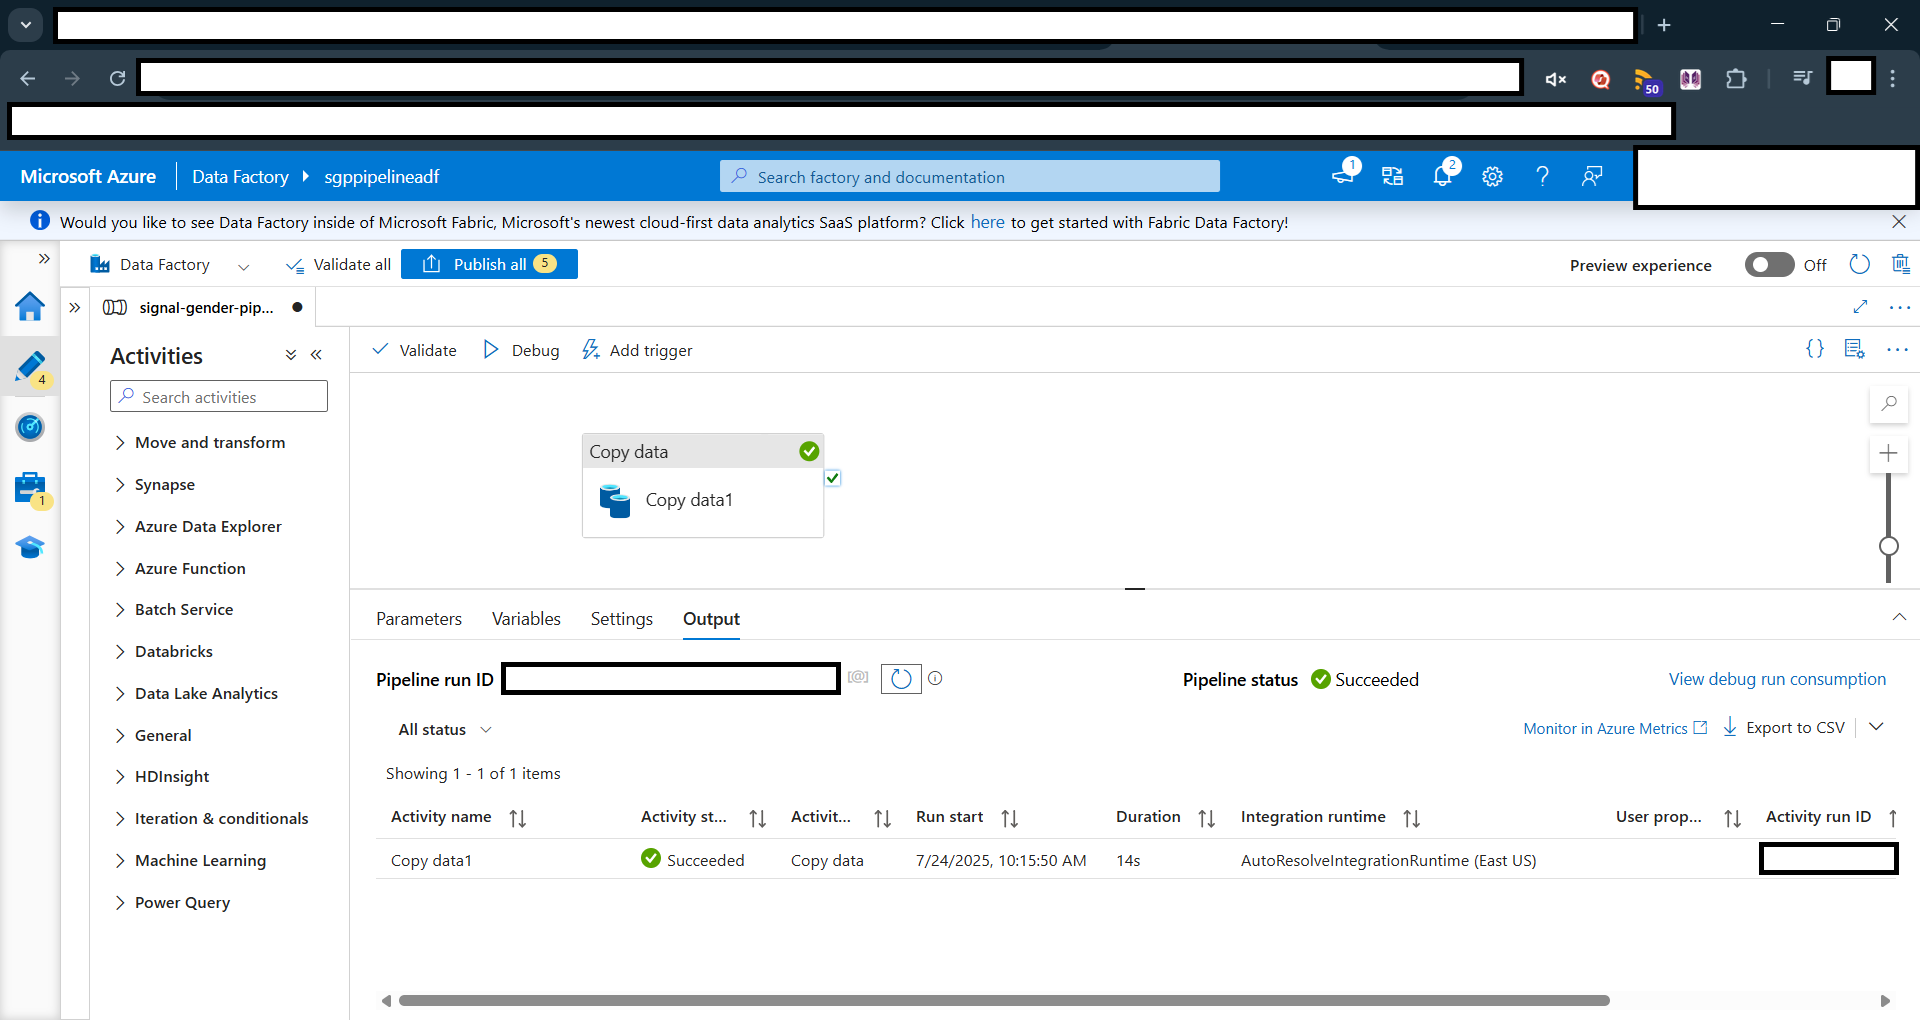 50
Microsoft Azure
Data Factory
sgppipelineadf
Search factory and documentation
1
2
Would you like to see Data Factory inside of Microsoft Fabric, Microsoft's newest cloud-first data analytics SaaS platform? Click here to get started with Fabric Data Factory!
Data Factory
Validate all
Publish all 5
Preview experience
Off
4
1
signal-gender-pip...
Activities
Search activities
Move and transform
Synapse
Azure Data Explorer
Azure Function
Batch Service
Databricks
Data Lake Analytics
General
HDInsight
Iteration & conditionals
Machine Learning
Power Query
Validate
Debug
Add trigger
{}
Copy data
Copy data1
Parameters
Variables
Settings
Output
Pipeline run ID
[@]
Pipeline status
Succeeded
View debug run consumption
All status
Monitor in Azure Metrics
Export to CSV
Showing 1 - 1 of 1 items
Activity name
Activity st...
Activit...
Run start
Duration
Integration runtime
User prop...
Activity run ID
Copy data1
Succeeded
Copy data
7/24/2025, 10:15:50 AM
14s
AutoResolveIntegrationRuntime (East US)